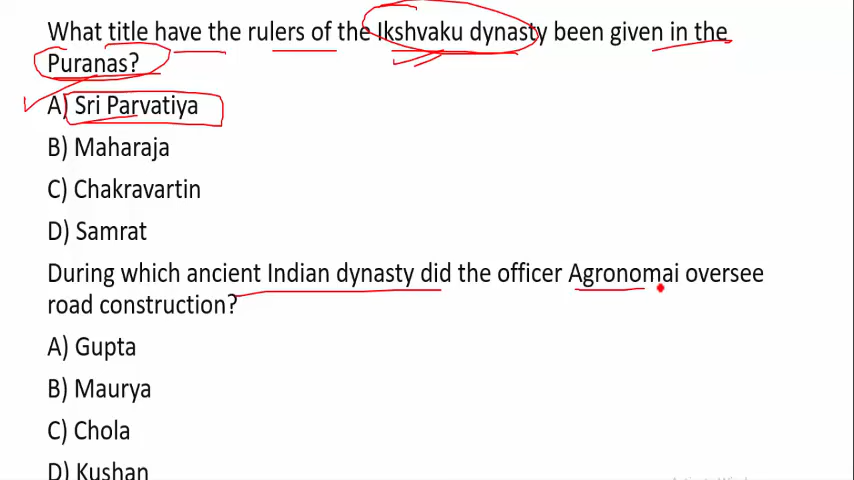 What title have the rulers of the Ikshvaku dynasty been given in the
Puranas?
A) Sri Parvatiya
B) Maharaja
C) Chakravartin
D) Samrat
During which ancient Indian dynasty did the officer Agronomai oversee
road construction?
A) Gupta
B) Maurya
C) Chola
D) Kushan